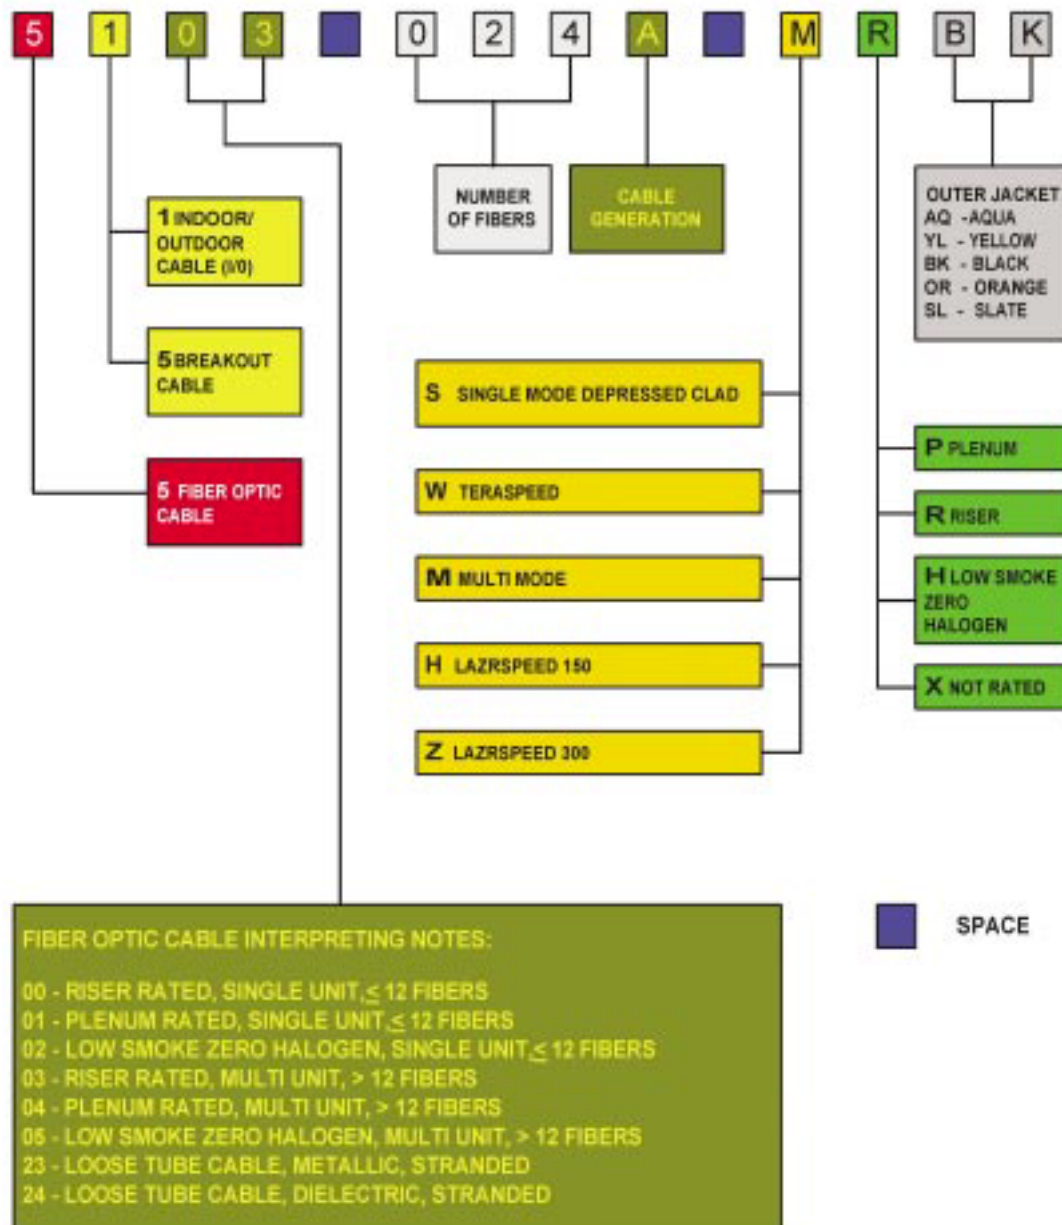 5 1 0 3 0 2 4 A M R B K
NUMBER
OF FIBERS
CABLE
GENERATION
OUTER JACKET
AQ -AQUA
YL - YELLOW
BK - BLACK
OR - ORANGE
SL - SLATE
1 INDOOR/
OUTDOOR
CABLE (I/0)
5 BREAKOUT
CABLE
5 FIBER OPTIC
CABLE
S SINGLE MODE DEPRESSED CLAD
W TERASPEED
M MULTI MODE
H LAZRSPEED 150
Z LAZRSPEED 300
P PLENUM
R RISER
H LOW SMOKE
ZERO
HALOGEN
X NOT RATED
FIBER OPTIC CABLE INTERPRETING NOTES:
00 - RISER RATED, SINGLE UNIT,≤ 12 FIBERS
01 - PLENUM RATED, SINGLE UNIT,≤ 12 FIBERS
02 - LOW SMOKE ZERO HALOGEN, SINGLE UNIT,≤ 12 FIBERS
03 - RISER RATED, MULTI UNIT, > 12 FIBERS
04 - PLENUM RATED, MULTI UNIT, > 12 FIBERS
05 - LOW SMOKE ZERO HALOGEN, MULTI UNIT, > 12 FIBERS
23 - LOOSE TUBE CABLE, METALLIC, STRANDED
24 - LOOSE TUBE CABLE, DIELECTRIC, STRANDED
SPACE